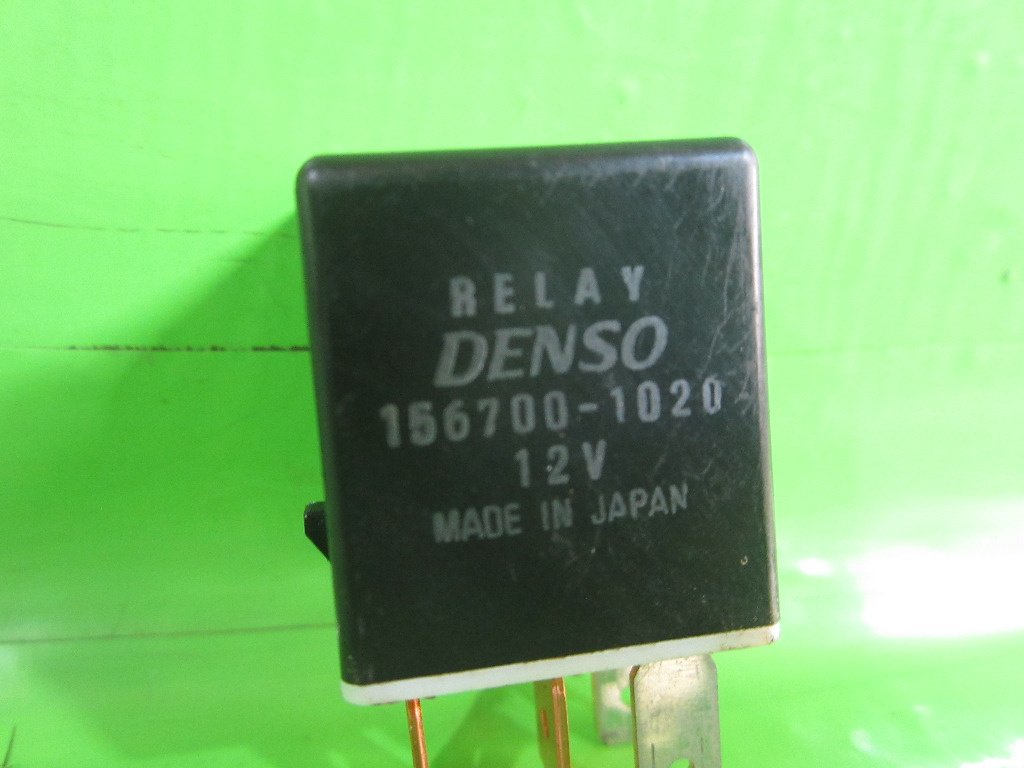 RELAY
DENSO
156700-1020
12V
MADE IN JAPAN